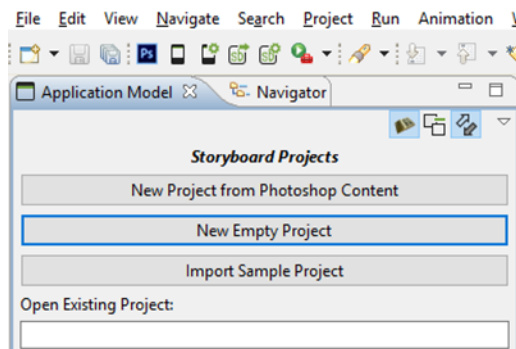 File Edit View Navigate Search Project Run Animation
Ps
Application Model Navigator
Storyboard Projects
New Project from Photoshop Content
New Empty Project
Import Sample Project
Open Existing Project: